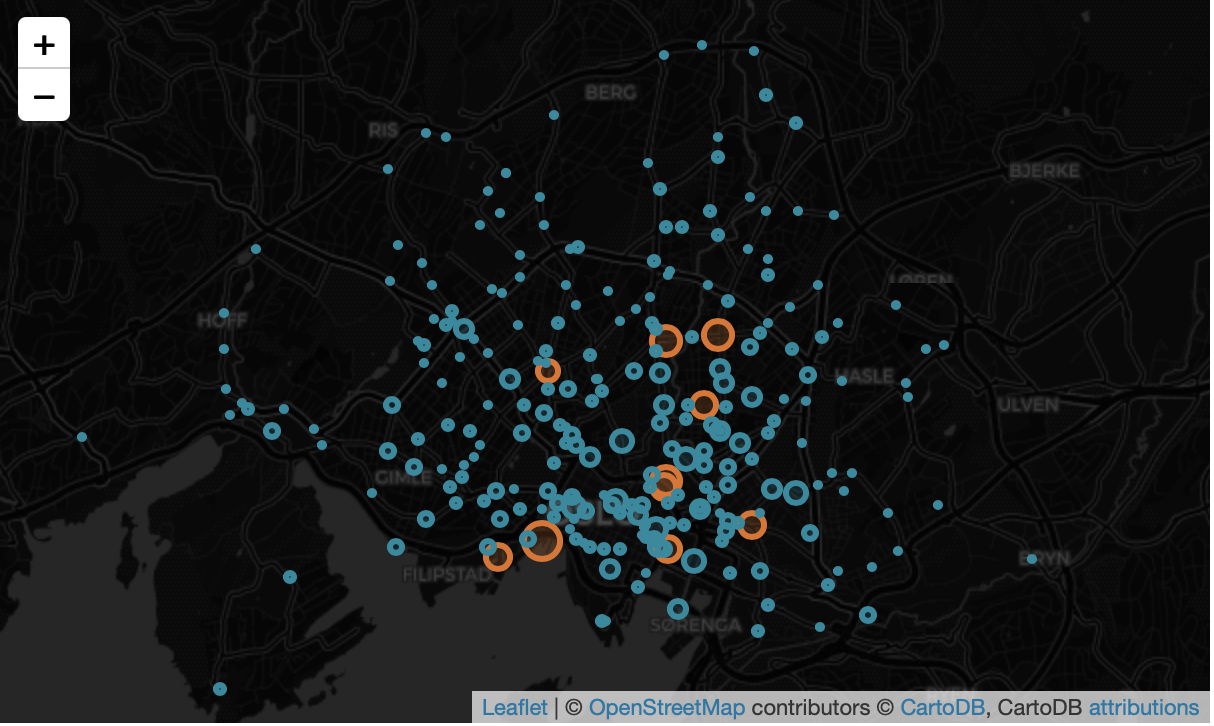 +
−
BERG
RIS
BJERKE
LØREN
HOFF
HASLE
ULVEN
GIMLE
FILIPSTAD
BRYN
SØRENGA
Leaflet | © OpenStreetMap contributors © CartoDB, CartoDB attributions